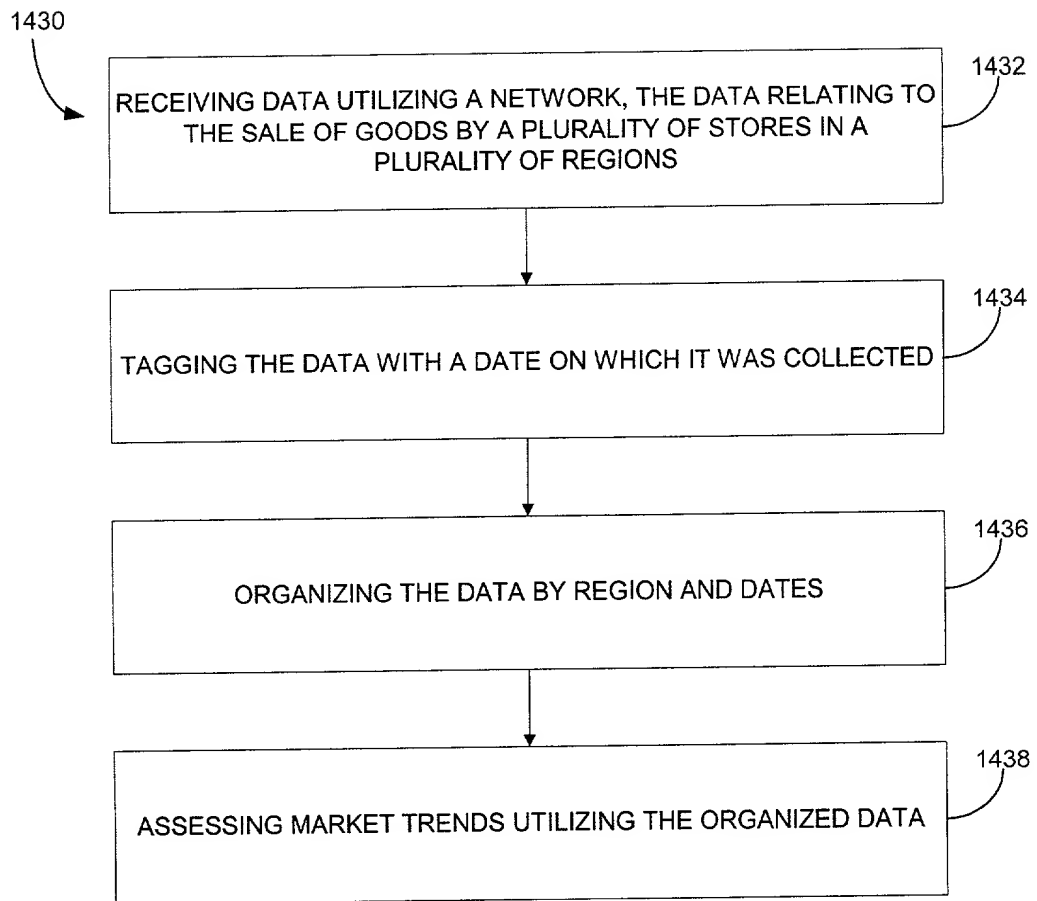 1430
1432
RECEIVING DATA UTILIZING A NETWORK, THE DATA RELATING TO
THE SALE OF GOODS BY A PLURALITY OF STORES IN A
PLURALITY OF REGIONS
1434
TAGGING THE DATA WITH A DATE ON WHICH IT WAS COLLECTED
1436
ORGANIZING THE DATA BY REGION AND DATES
1438
ASSESSING MARKET TRENDS UTILIZING THE ORGANIZED DATA